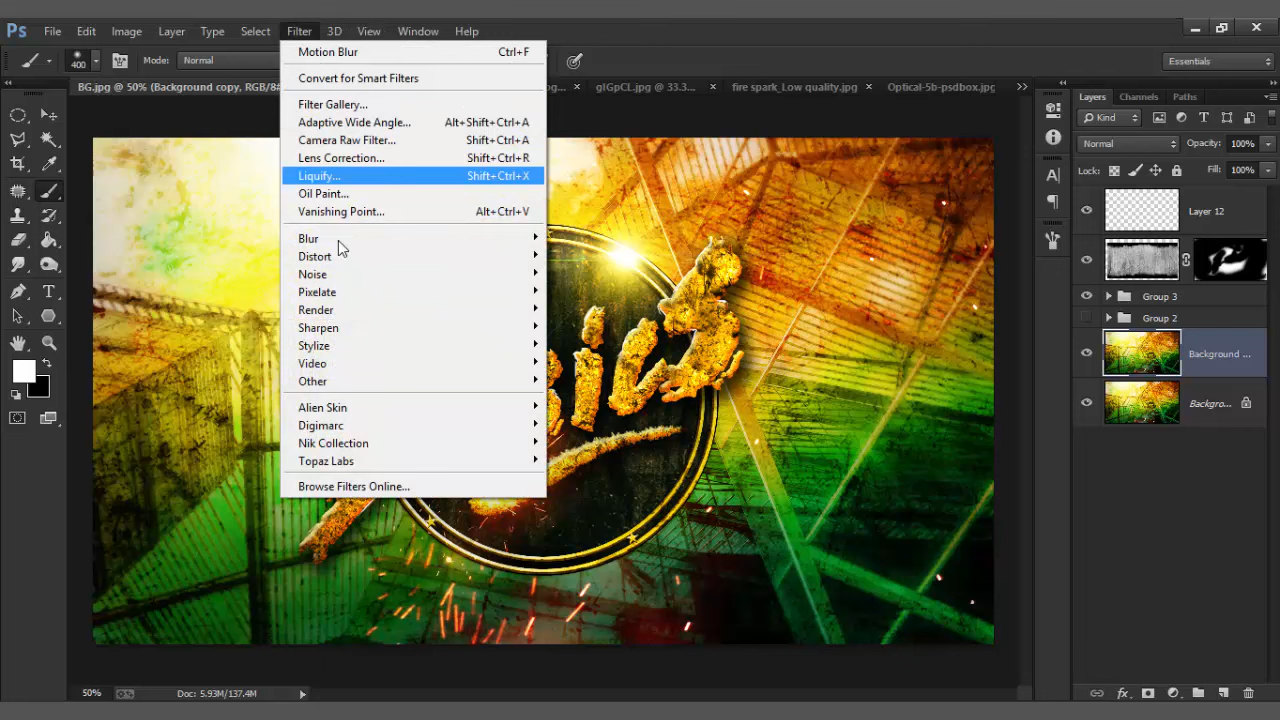 Ps File Edit Image Layer Type Select Filter 3D View Window Help
400 Mode: Normal Essentials
BG.jpg @ 50% (Background copy, RGB/8# glGpCL.jpg @ 33.3... fire spark_Low quality.jpg Optical-5b-psdbox.jpg
Motion Blur Ctrl+F
Convert for Smart Filters
Filter Gallery...
Adaptive Wide Angle... Alt+Shift+Ctrl+A
Camera Raw Filter... Shift+Ctrl+A
Lens Correction... Shift+Ctrl+R
Liquify... Shift+Ctrl+X
Oil Paint...
Vanishing Point... Alt+Ctrl+V
Blur
Distort
Noise
Pixelate
Render
Sharpen
Stylize
Video
Other
Alien Skin
Digimarc
Nik Collection
Topaz Labs
Browse Filters Online...
Layers Channels Paths
Kind
Normal Opacity: 100%
Lock: Fill: 100%
Layer 12
Group 3
Group 2
Background ...
Backgro...
50% Doc: 5.93M/137.4M